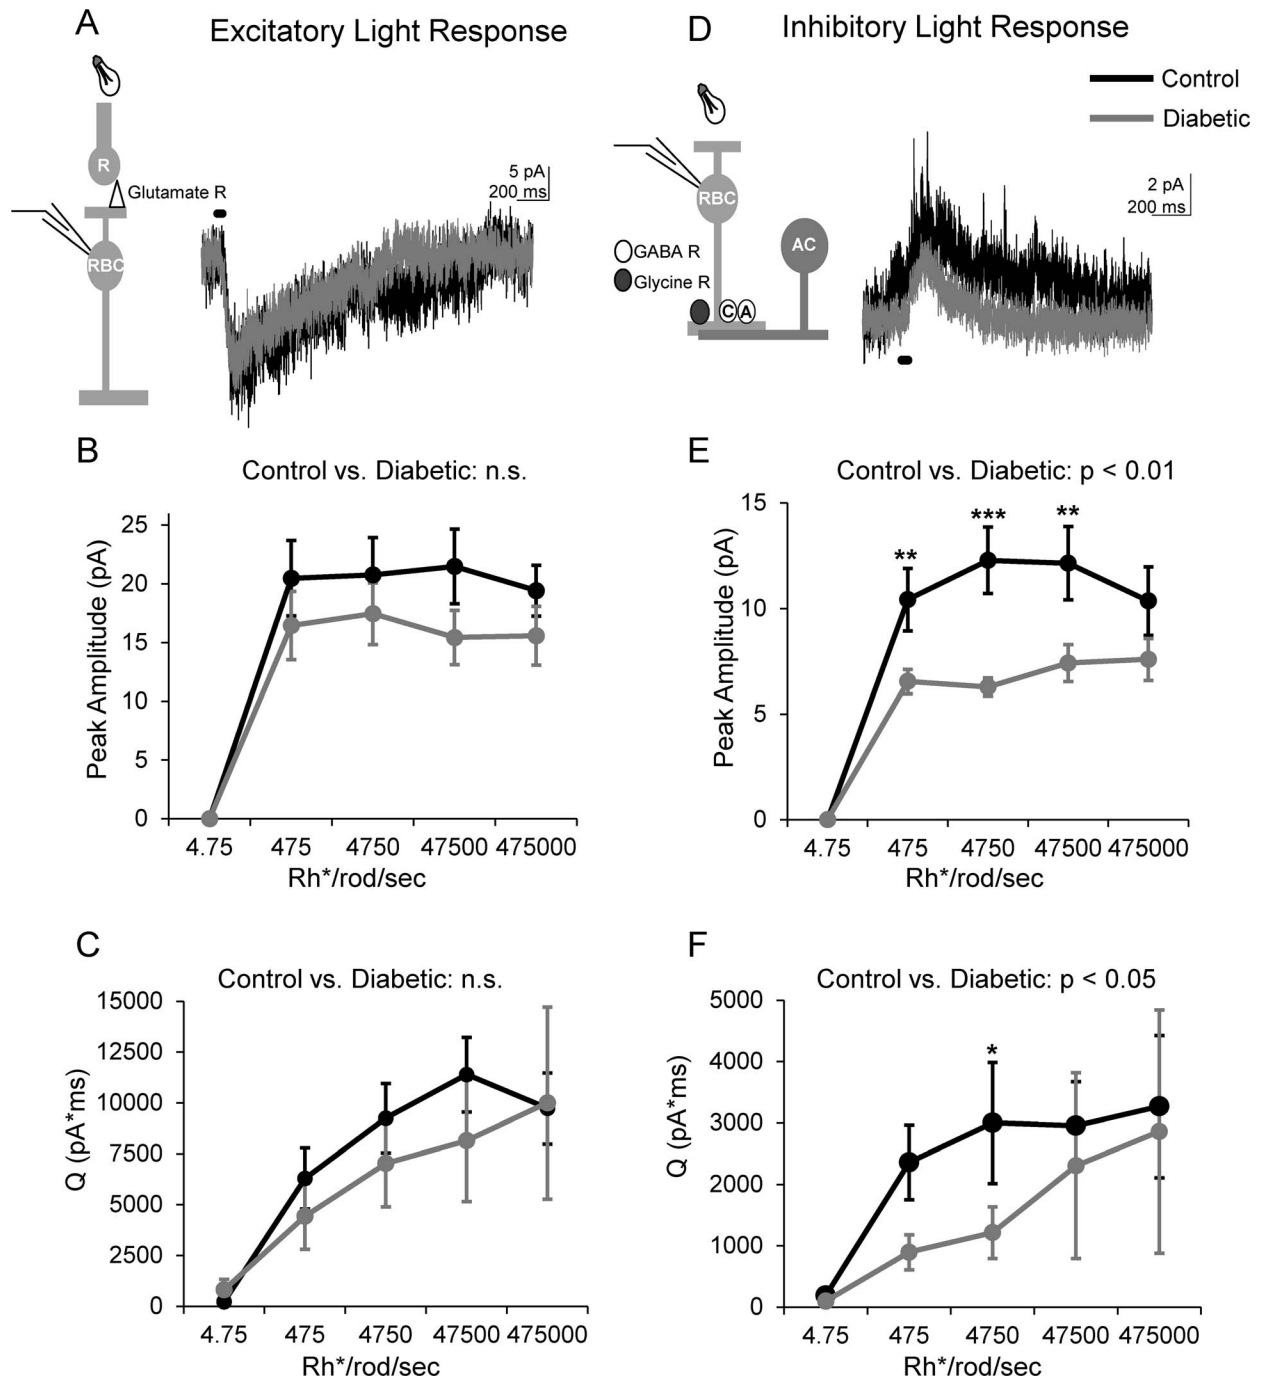 A
Excitatory Light Response
R
Glutamate R
RBC
5 pA
200 ms
D
Inhibitory Light Response
Control
Diabetic
RBC
AC
GABA R
Glycine R
C A
2 pA
200 ms
B
Control vs. Diabetic: n.s.
Peak Amplitude (pA)
25
20
15
10
5
0
4.75 475 4750 47500 475000
Rh*/rod/sec
E
Control vs. Diabetic: p < 0.01
Peak Amplitude (pA)
15
10
5
0
** *** **
4.75 475 4750 47500 475000
Rh*/rod/sec
C
Control vs. Diabetic: n.s.
Q (pA*ms)
15000
12500
10000
7500
5000
2500
0
4.75 475 4750 47500 475000
Rh*/rod/sec
F
Control vs. Diabetic: p < 0.05
Q (pA*ms)
5000
4000
3000
2000
1000
0
*
4.75 475 4750 47500 475000
Rh*/rod/sec